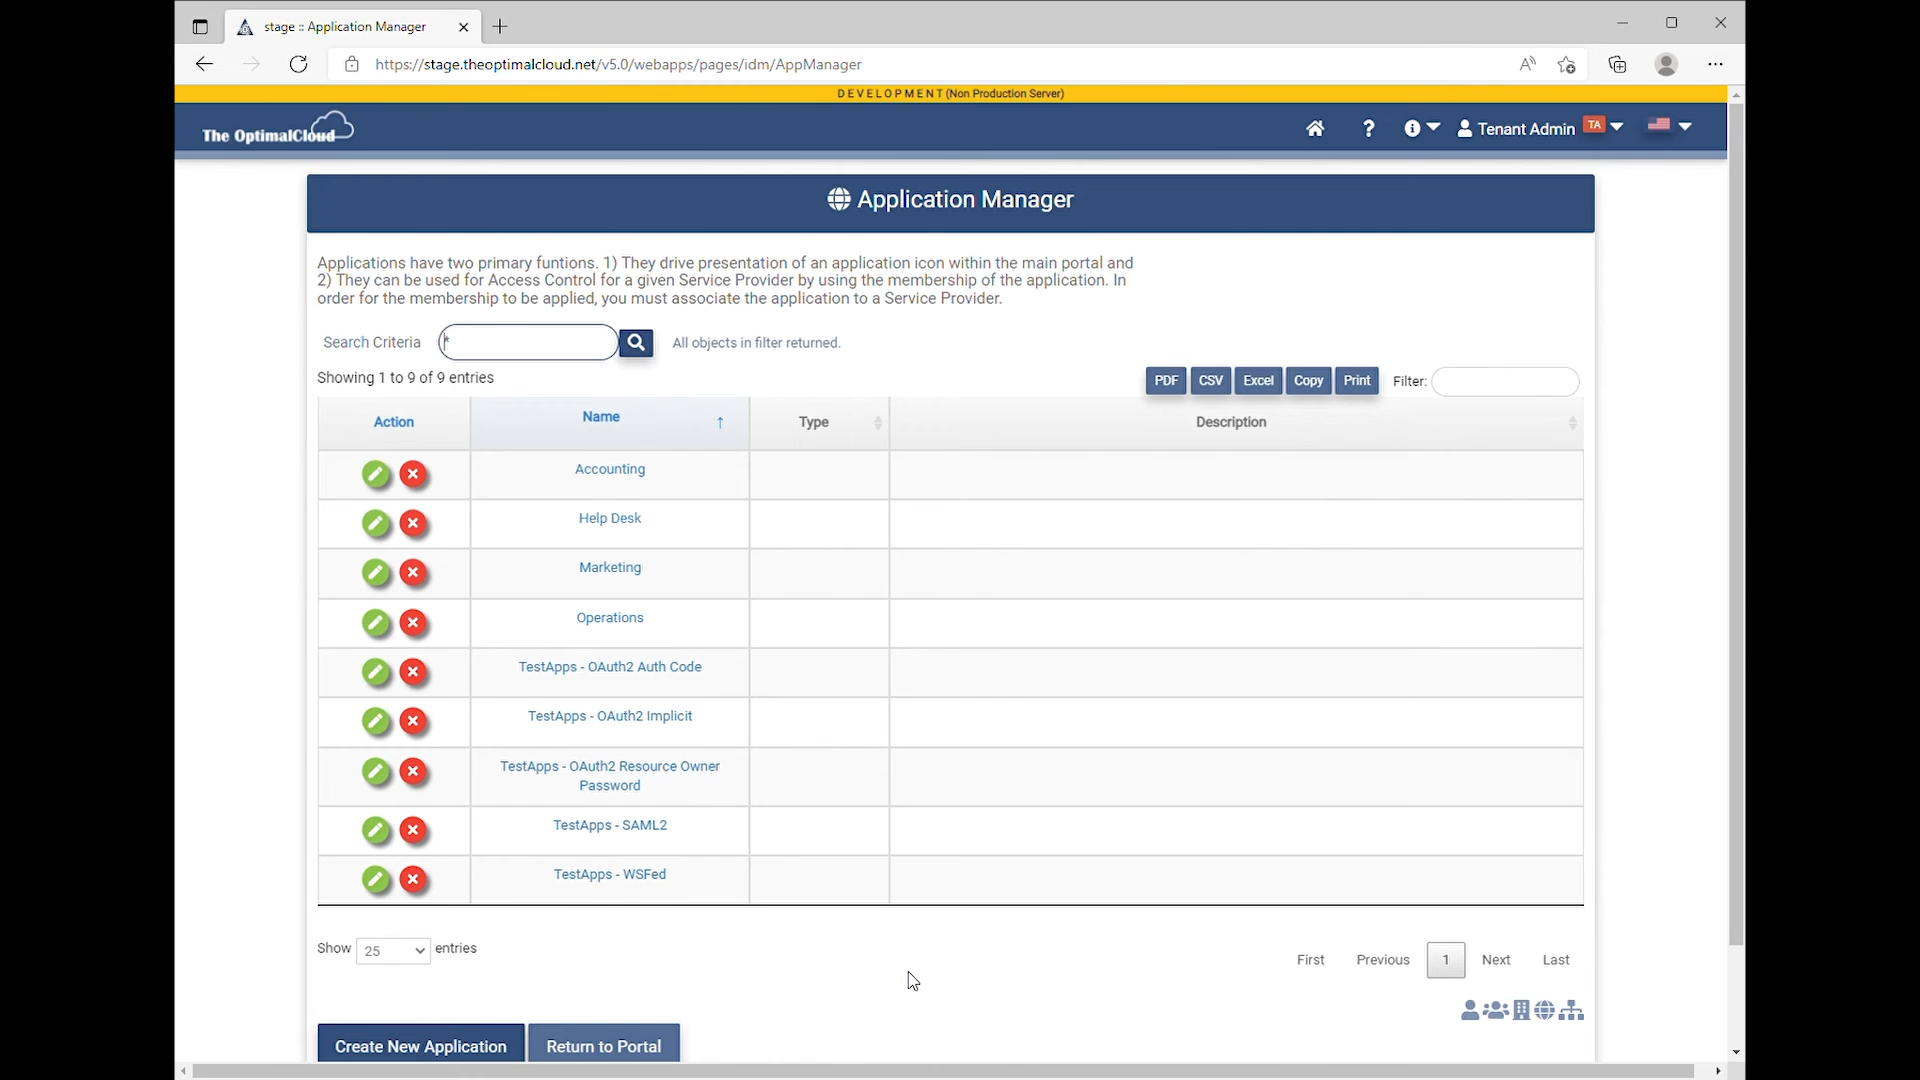 stage :: Application Manager
https://stage.theoptimalcloud.net/v5.0/webapps/pages/idm/AppManager
DEVELOPMENT (Non Production Server)
The OptimalCloud
? Tenant Admin TA
Application Manager
Applications have two primary funtions. 1) They drive presentation of an application icon within the main portal and
2) They can be used for Access Control for a given Service Provider by using the membership of the application. In
order for the membership to be applied, you must associate the application to a Service Provider.
Search Criteria * All objects in filter returned.
Showing 1 to 9 of 9 entries PDF CSV Excel Copy Print Filter:
Action Name Type Description
Accounting
Help Desk
Marketing
Operations
TestApps - OAuth2 Auth Code
TestApps - OAuth2 Implicit
TestApps - OAuth2 Resource Owner
Password
TestApps - SAML2
TestApps - WSFed
Show 25 entries First Previous 1 Next Last
Create New Application Return to Portal